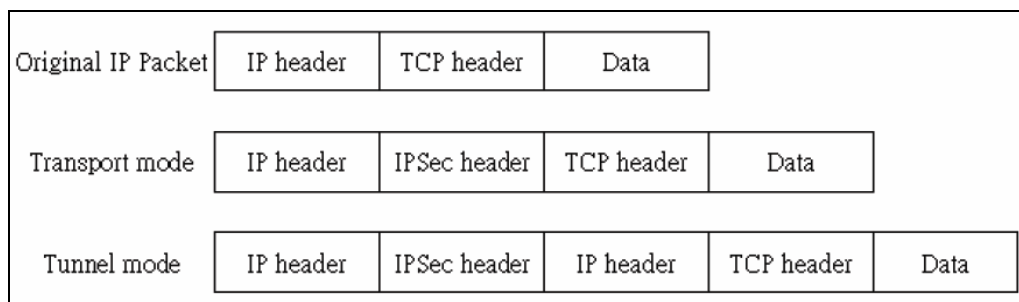 Original IP Packet IP header TCP header Data
Transport mode IP header IPSec header TCP header Data
Tunnel mode IP header IPSec header IP header TCP header Data